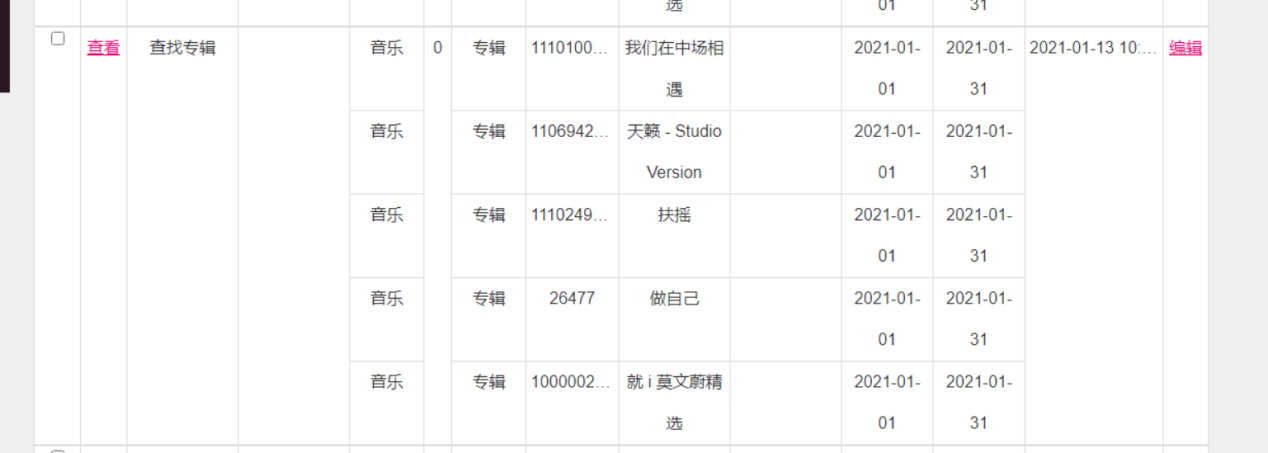 选 01 31
查看 查找专辑 音乐 0 专辑 1110100... 我们在中场相 2021-01- 2021-01- 2021-01-13 10:... 编辑
遇 01 31
音乐 专辑 1106942... 天籁 - Studio 2021-01- 2021-01-
Version 01 31
音乐 专辑 1110249... 扶摇 2021-01- 2021-01-
01 31
音乐 专辑 26477 做自己 2021-01- 2021-01-
01 31
音乐 专辑 1000002... 就 i 莫文蔚精 2021-01- 2021-01-
选 01 31